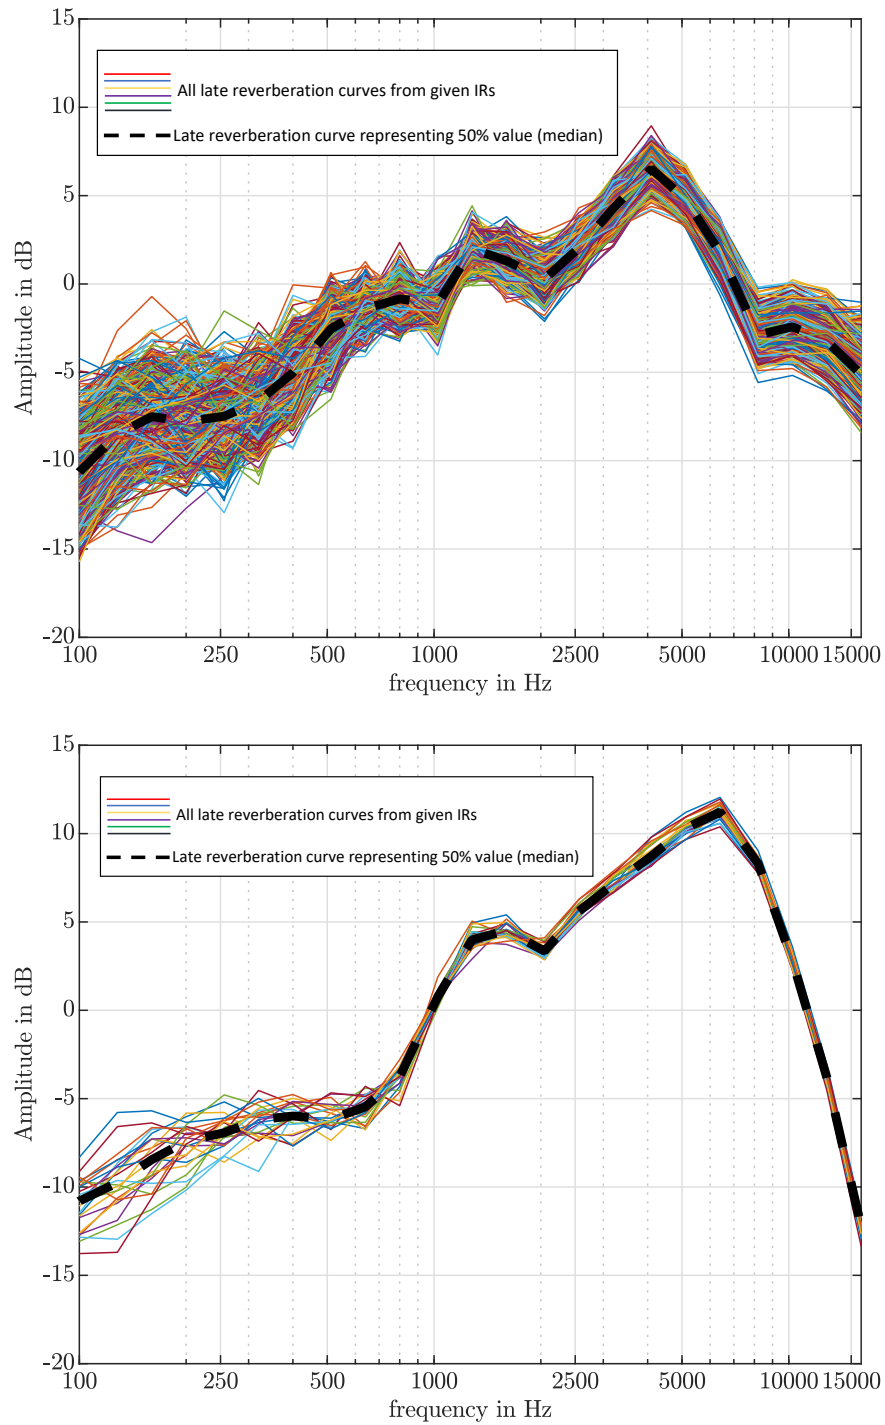 15
10
5
0
-5
-10
-15
-20
Amplitude in dB
All late reverberation curves from given IRs
Late reverberation curve representing 50% value (median)
100 250 500 1000 2500 5000 10000 15000
frequency in Hz
15
10
5
0
-5
-10
-15
-20
Amplitude in dB
All late reverberation curves from given IRs
Late reverberation curve representing 50% value (median)
100 250 500 1000 2500 5000 10000 15000
frequency in Hz